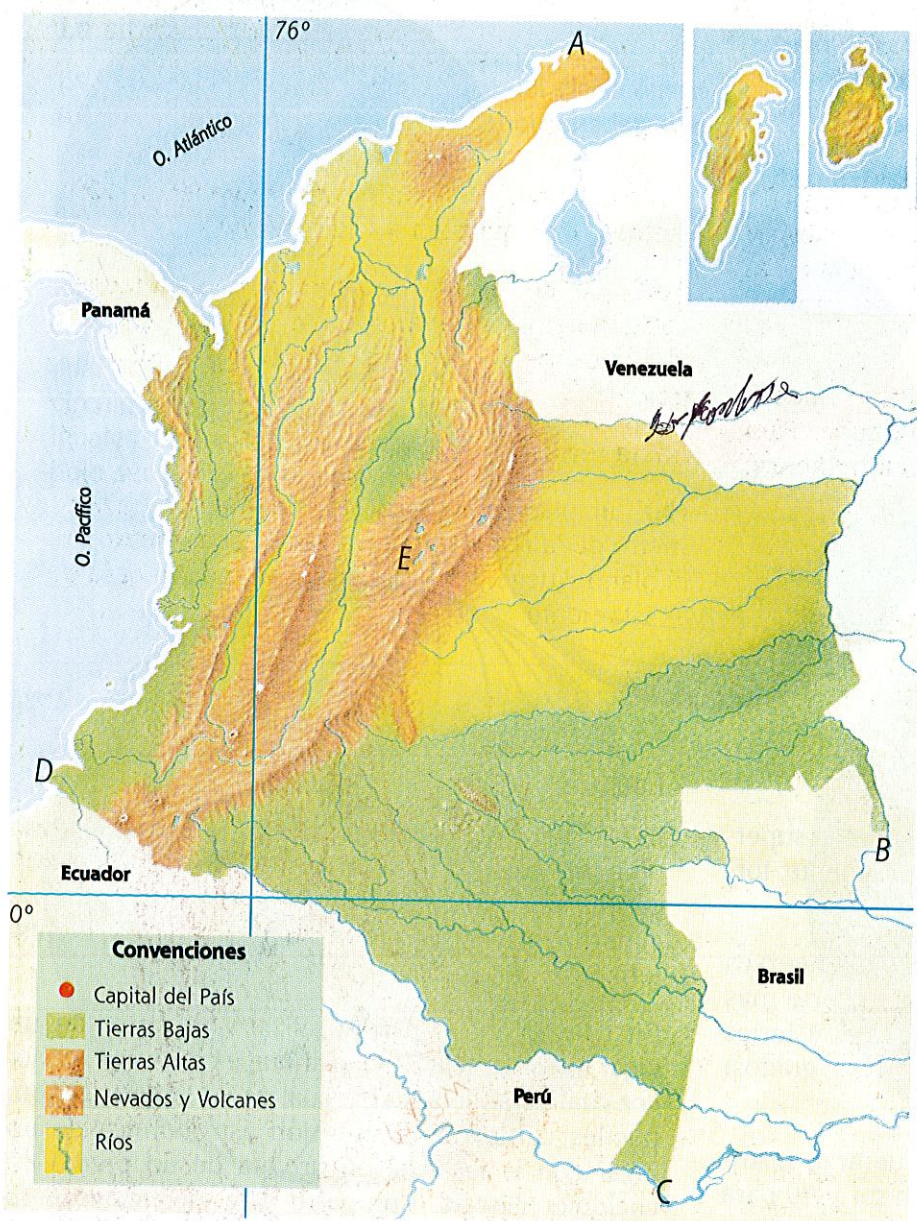 76°
A
O. Atlántico
Panamá
Venezuela
O. Pacífico
E
D
B
Ecuador
0°
Convenciones
Capital del País
Tierras Bajas
Tierras Altas
Nevados y Volcanes
Ríos
Brasil
Perú
C